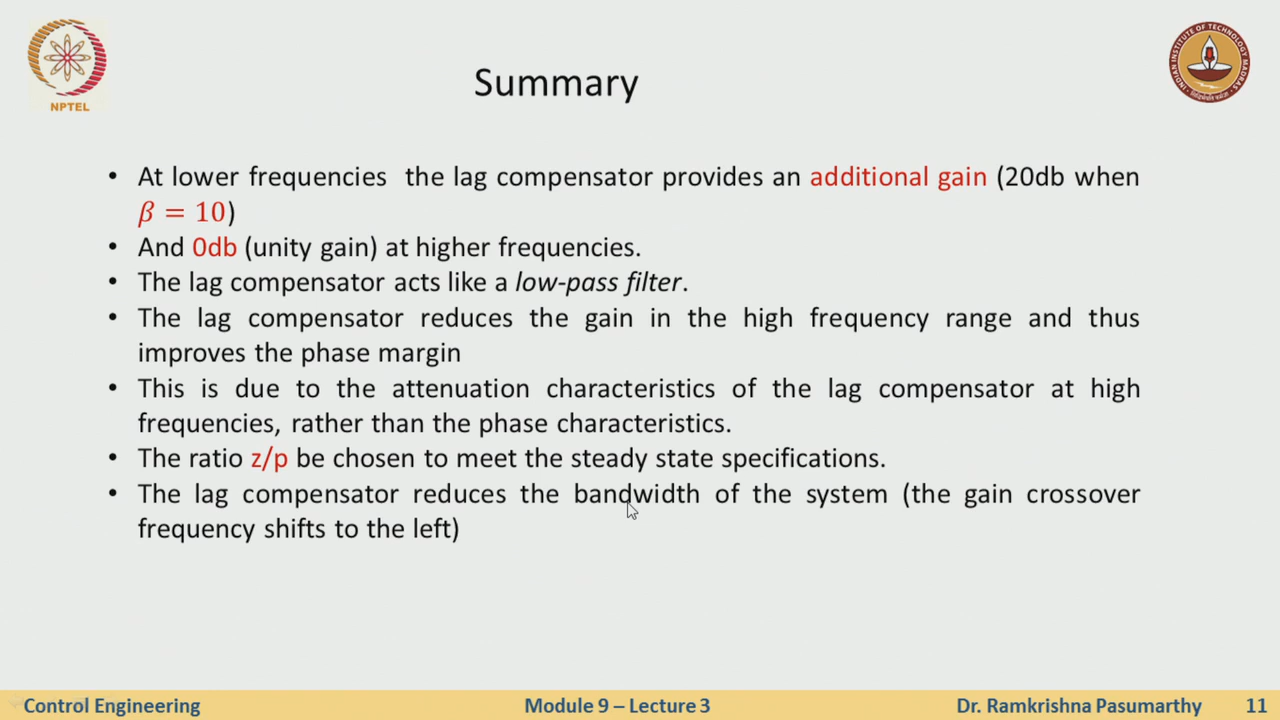 NPTEL
INDIAN INSTITUTE OF TECHNOLOGY MADRAS
Summary
• At lower frequencies the lag compensator provides an additional gain (20db when
β = 10)
• And 0db (unity gain) at higher frequencies.
• The lag compensator acts like a low-pass filter.
• The lag compensator reduces the gain in the high frequency range and thus
improves the phase margin
• This is due to the attenuation characteristics of the lag compensator at high
frequencies, rather than the phase characteristics.
• The ratio z/p be chosen to meet the steady state specifications.
• The lag compensator reduces the bandwidth of the system (the gain crossover
frequency shifts to the left)
Control Engineering
Module 9 – Lecture 3
Dr. Ramkrishna Pasumarthy
11